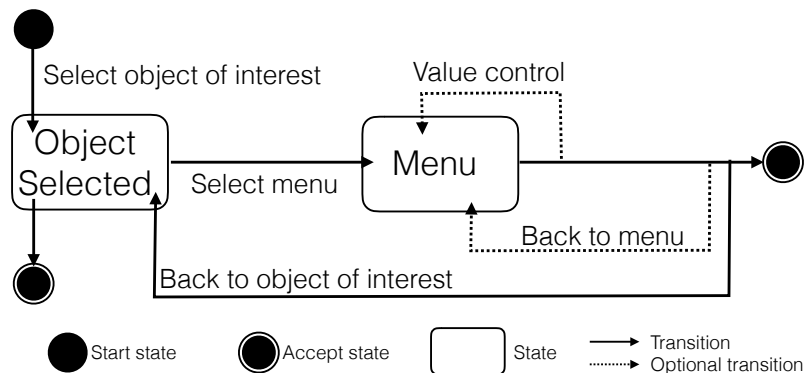 Select object of interest
Value control
Object
Selected
Menu
Select menu
Back to menu
Back to object of interest
Start state
Accept state
State
Transition
Optional transition